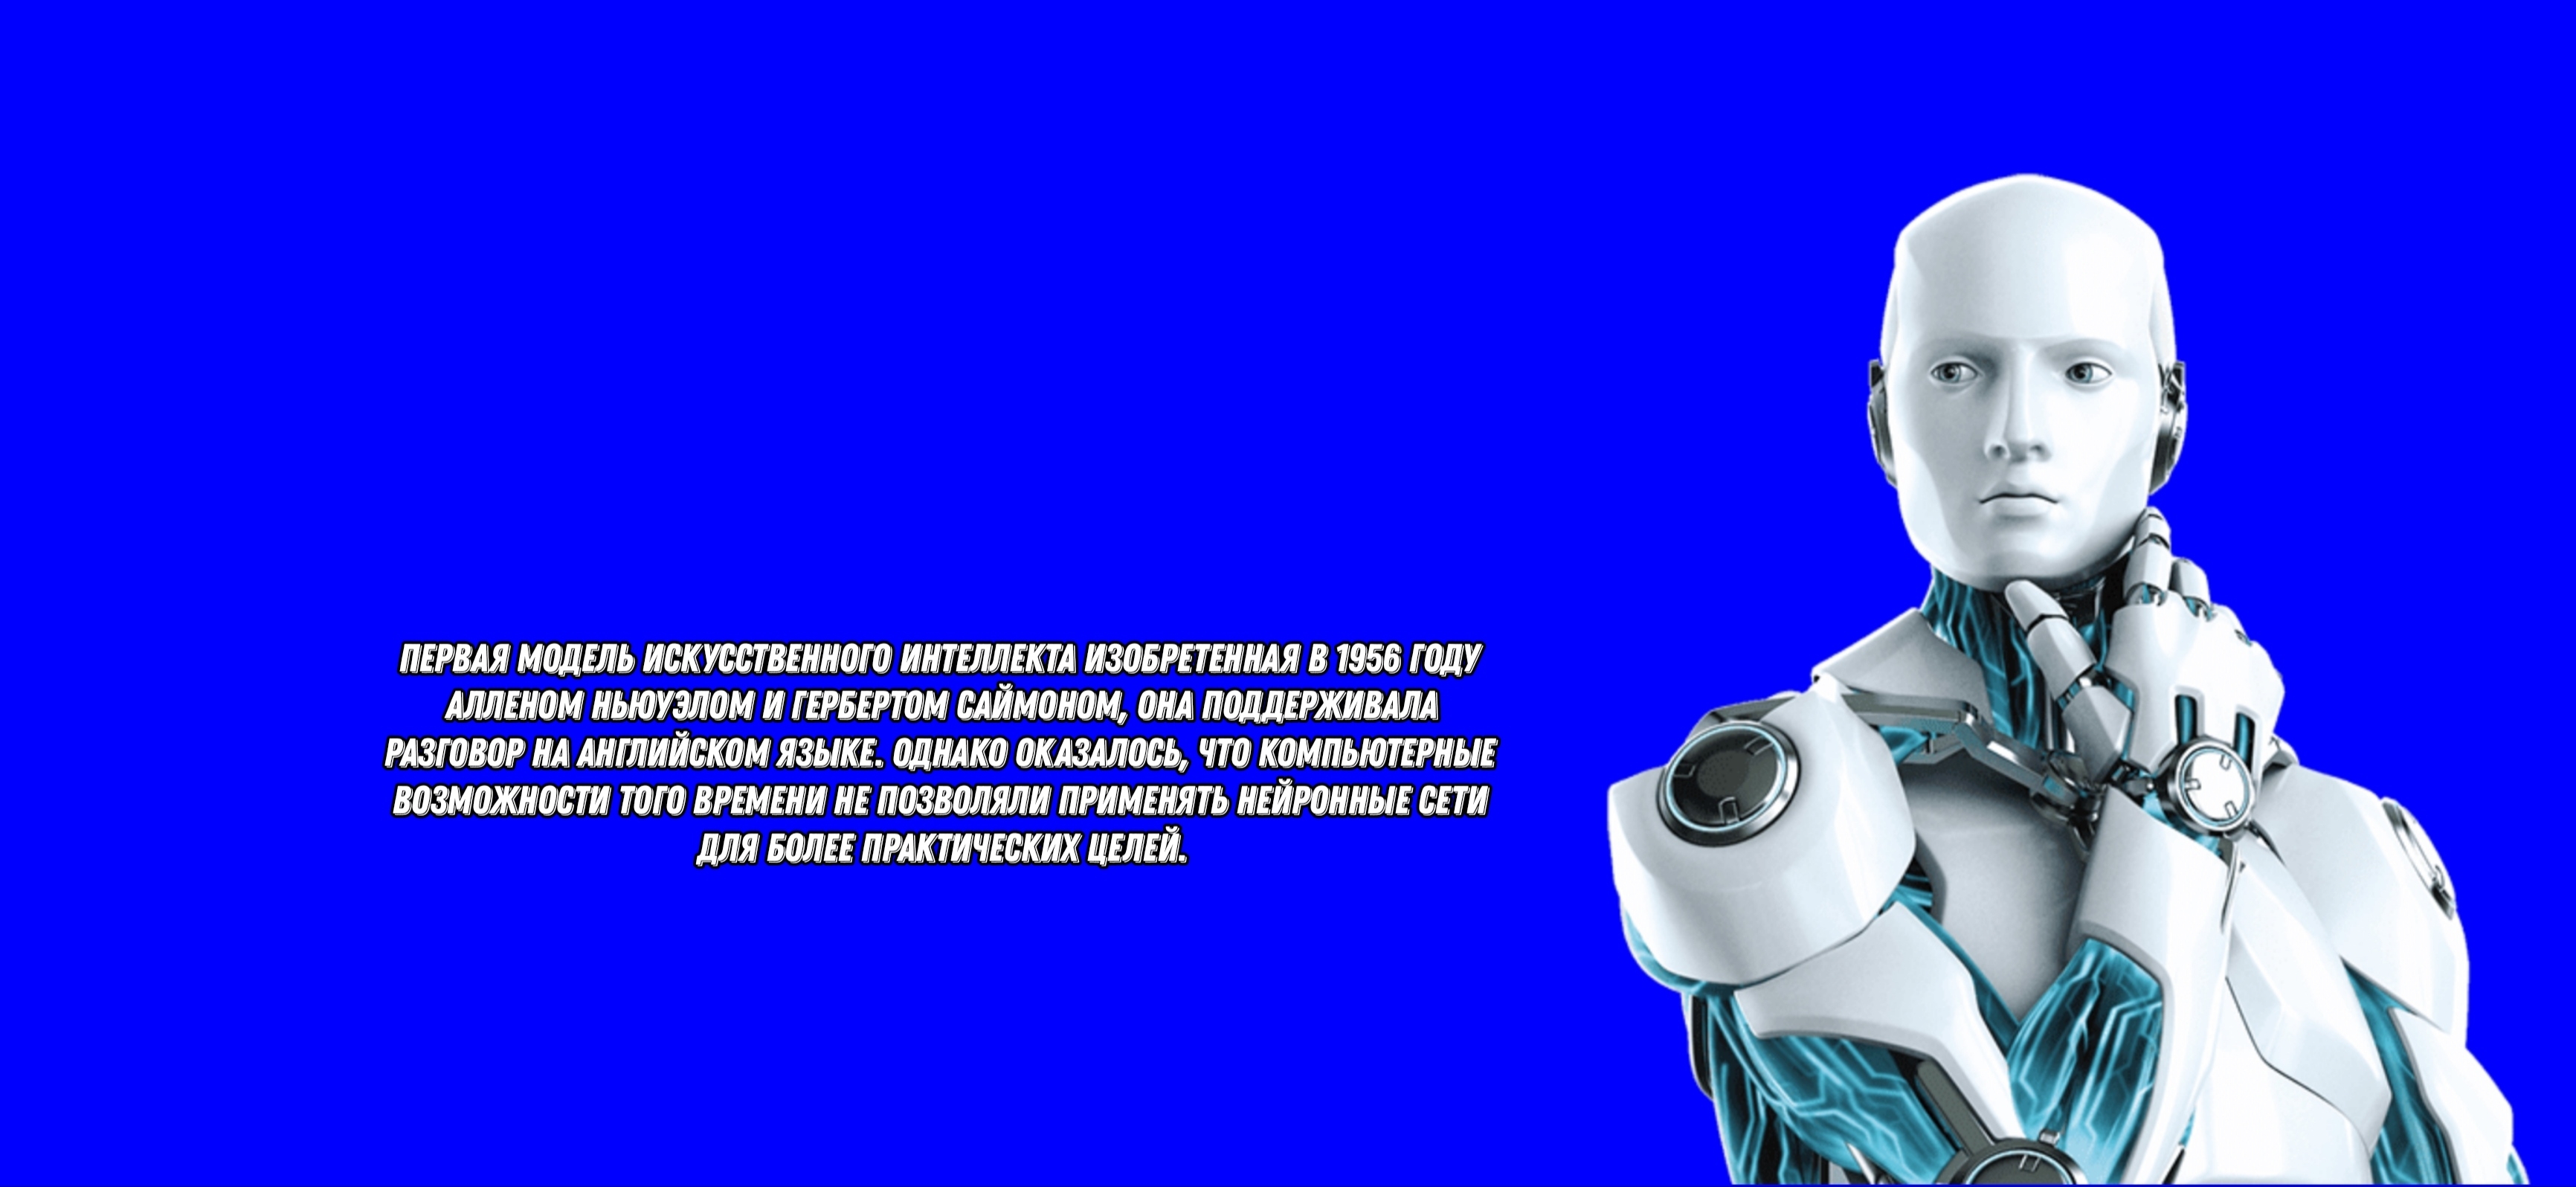 ПЕРВАЯ МОДЕЛЬ ИСКУССТВЕННОГО ИНТЕЛЛЕКТА ИЗОБРЕТЕННАЯ В 1956 ГОДУ
АЛЛЕНОМ НЬЮУЭЛОМ И ГЕРБЕРТОМ САЙМОНОМ, ОНА ПОДДЕРЖИВАЛА
РАЗГОВОР НА АНГЛИЙСКОМ ЯЗЫКЕ. ОДНАКО ОКАЗАЛОСЬ, ЧТО КОМПЬЮТЕРНЫЕ
ВОЗМОЖНОСТИ ТОГО ВРЕМЕНИ НЕ ПОЗВОЛЯЛИ ПРИМЕНЯТЬ НЕЙРОННЫЕ СЕТИ
ДЛЯ БОЛЕЕ ПРАКТИЧЕСКИХ ЦЕЛЕЙ.